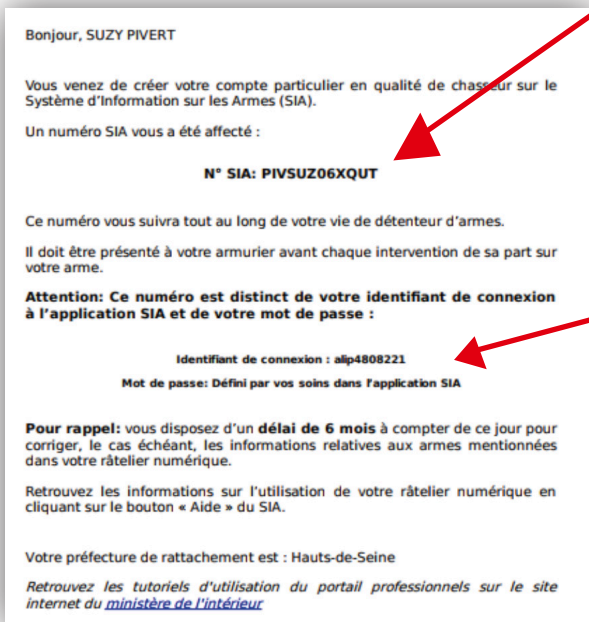 Bonjour, SUZY PIVERT
Vous venez de créer votre compte particulier en qualité de chasseur sur le
Système d’Information sur les Armes (SIA).
Un numéro SIA vous a été affecté :
N° SIA: PIVSUZ06XQUT
Ce numéro vous suivra tout au long de votre vie de détenteur d’armes.
Il doit être présenté à votre armurier avant chaque intervention de sa part sur
votre arme.
Attention: Ce numéro est distinct de votre identifiant de connexion
à l’application SIA et de votre mot de passe :
Identifiant de connexion : alip4808221
Mot de passe: Défini par vos soins dans l’application SIA
Pour rappel: vous disposez d’un délai de 6 mois à compter de ce jour pour
corriger, le cas échéant, les informations relatives aux armes mentionnées
dans votre râtelier numérique.
Retrouvez les informations sur l’utilisation de votre râtelier numérique en
cliquant sur le bouton « Aide » du SIA.
Votre préfecture de rattachement est : Hauts-de-Seine
Retrouvez les tutoriels d'utilisation du portail professionnels sur le site
internet du ministère de l'intérieur